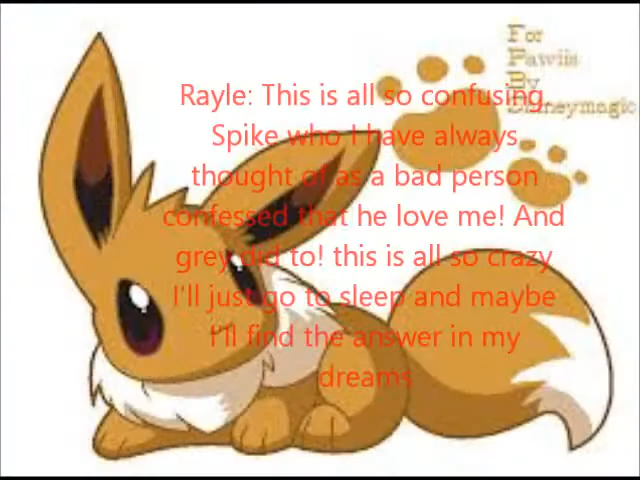 For
Pawiis
By
Disneymagic
Rayle: This is all so confusing
Spike who I have always
thought of as a bad person
confessed that he love me! And
grey did to! this is all so crazy
I'll just go to sleep and maybe
I'll find the answer in my
dreams